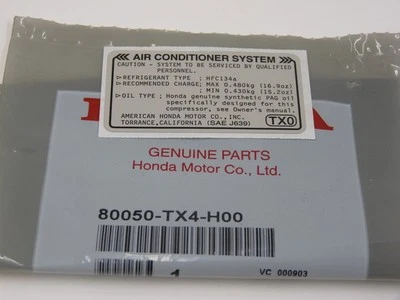 AIR CONDITIONER SYSTEM
CAUTION - SYSTEM TO BE SERVICED BY QUALIFIED
PERSONNEL.
▷REFRIGERANT TYPE ; HFC134a
▷RECOMMENDED CHARGE; MAX 0.480kg (16.9oz)
; MIN 0.430kg (15.2oz)
▷OIL TYPE ; Honda genuine synthetic PAG oil
specifically designed for this
compressor, see Owner's manual.
AMERICAN HONDA MOTOR CO.,INC.
TORRANCE,CALIFORNIA (SAE J639) TX0
GENUINE PARTS
Honda Motor Co., Ltd.
80050-TX4-H00
1
VC 000903